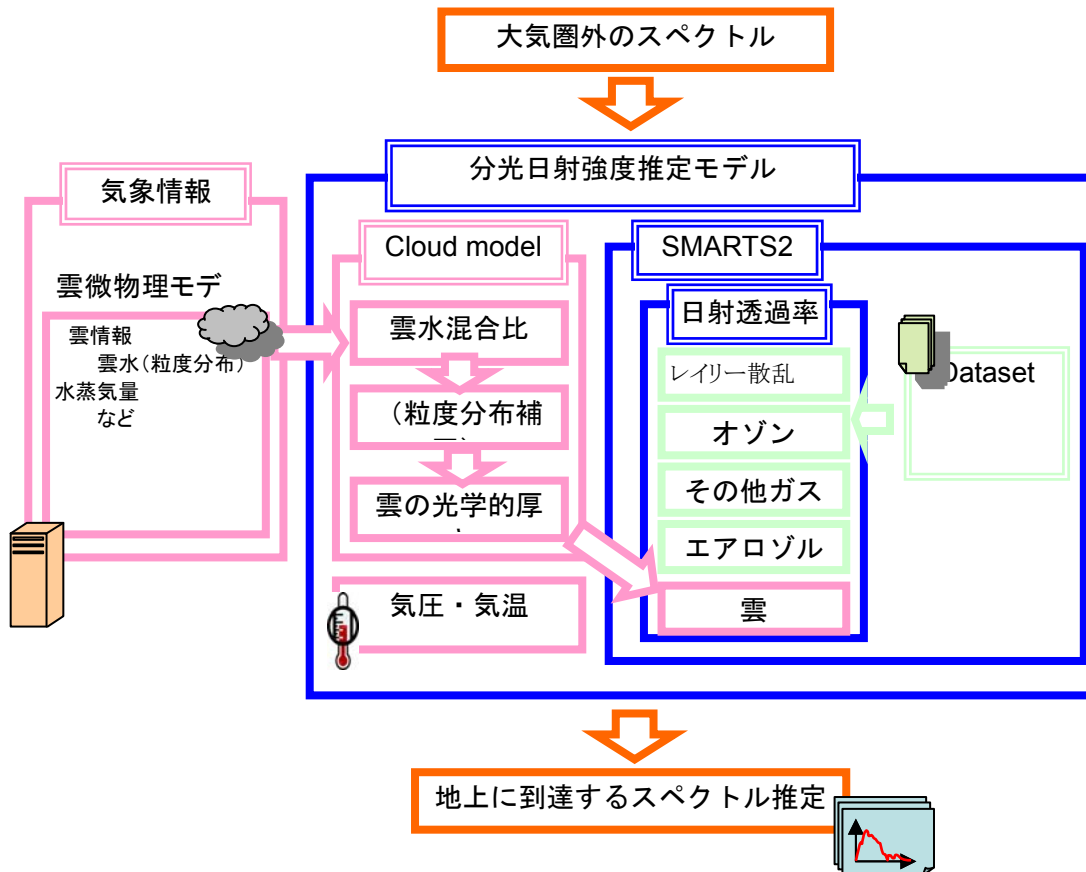 大気圏外のスペクトル
分光日射強度推定モデル
気象情報
雲微物理モデ
雲情報
雲水(粒度分布)
水蒸気量
など
Cloud model
雲水混合比
(粒度分布補
雲の光学的厚
気圧・気温
SMARTS2
日射透過率
レイリー散乱
オゾン
その他ガス
エアロゾル
雲
Dataset
地上に到達するスペクトル推定